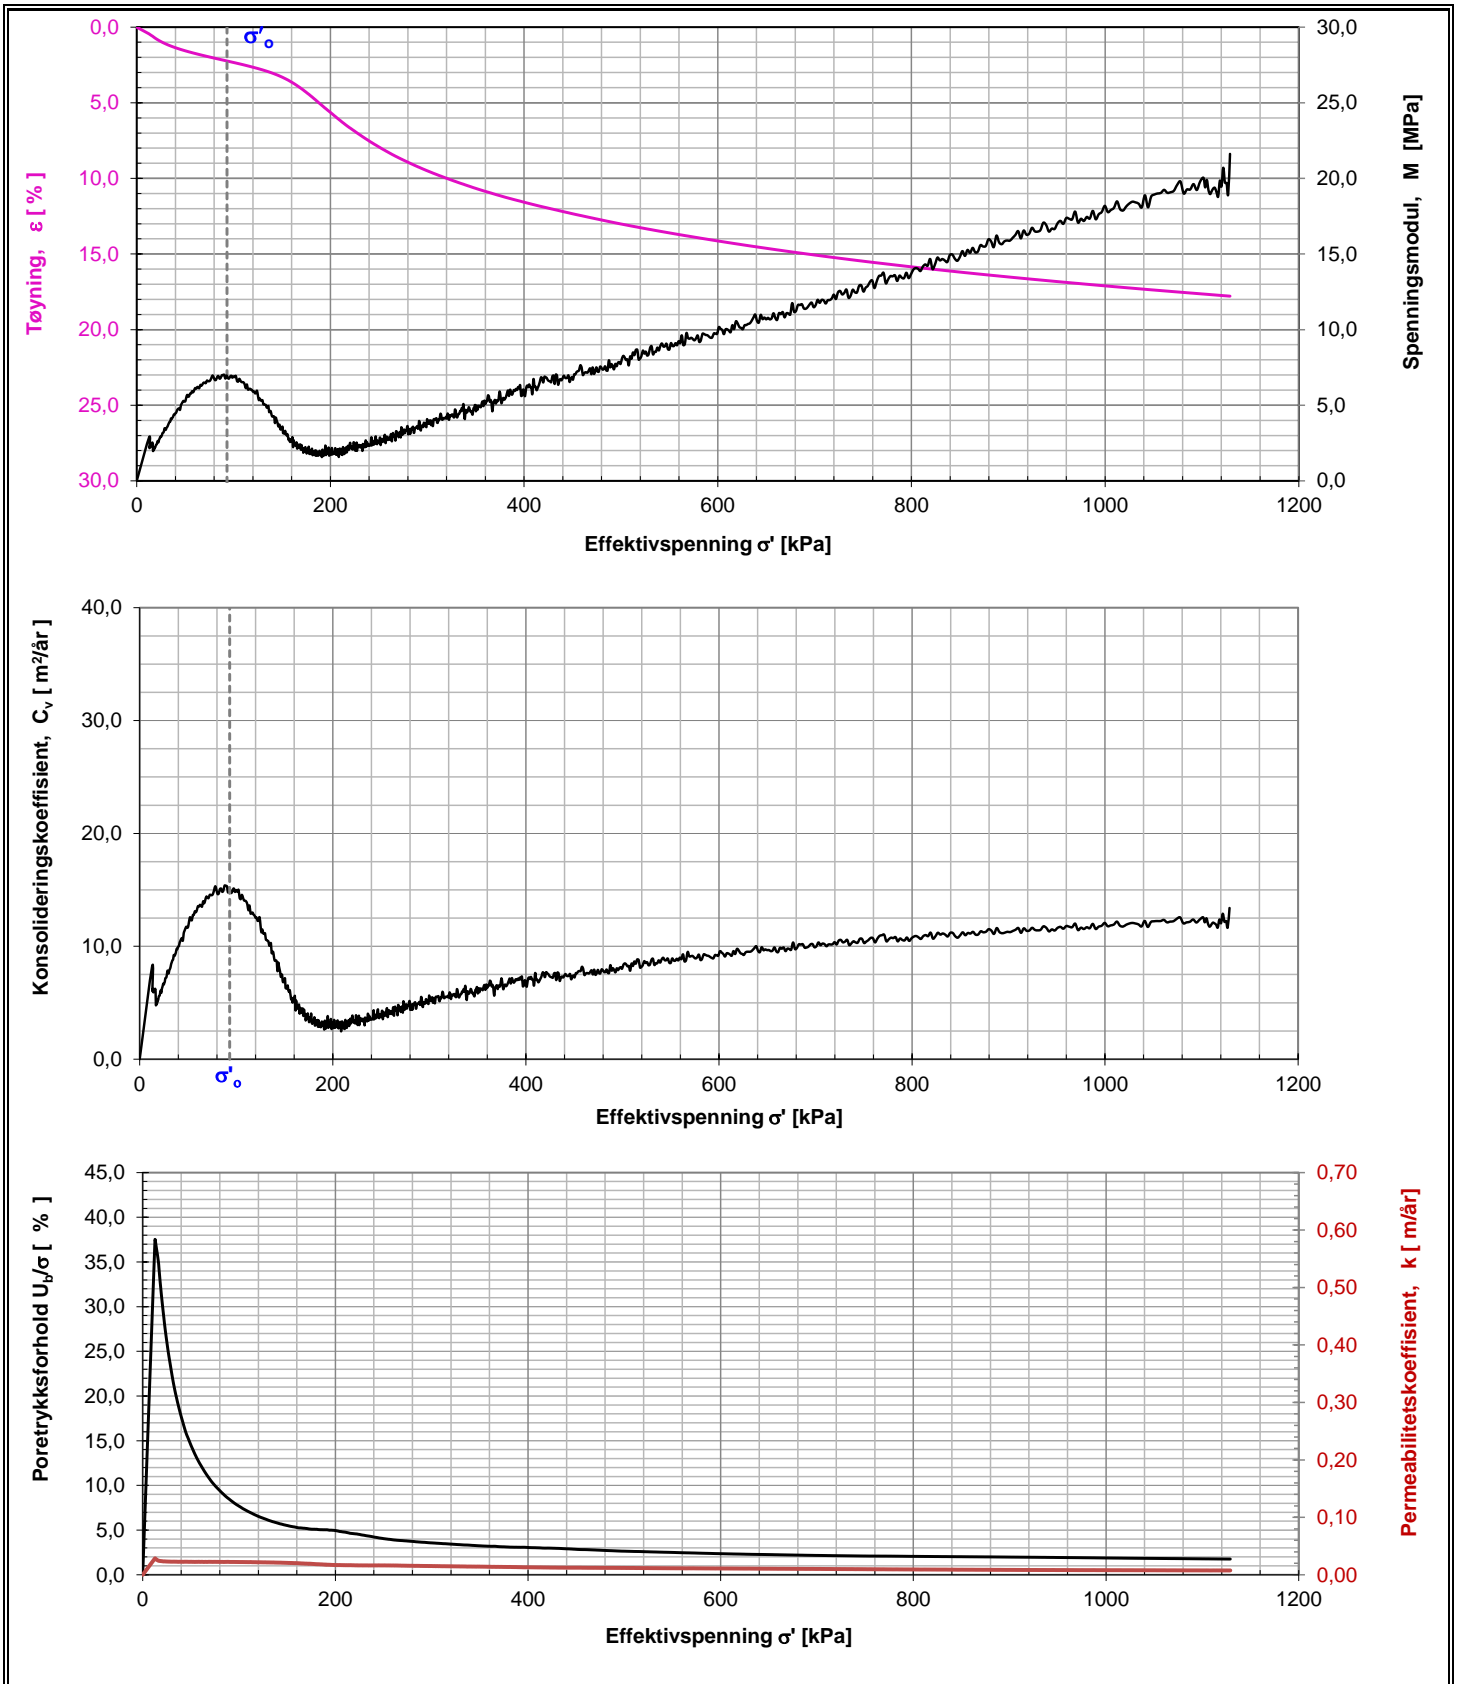 0,0
5,0
10,0
15,0
20,0
25,0
30,0
Tøyning, ε [ % ]
σ'o
30,0
25,0
20,0
15,0
10,0
5,0
0,0
Spenningsmodul, M [MPa]
0 200 400 600 800 1000 1200
Effektivspenning σ' [kPa]
40,0
30,0
20,0
10,0
0,0
Konsolideringskoeffisient, Cv [ m²/år ]
0 200 400 600 800 1000 1200
σ'o
Effektivspenning σ' [kPa]
45,0
40,0
35,0
30,0
25,0
20,0
15,0
10,0
5,0
0,0
Poretrykksforhold Ub/σ [ % ]
0,70
0,60
0,50
0,40
0,30
0,20
0,10
0,00
Permeabilitetskoeffisient, k [ m/år]
0 200 400 600 800 1000 1200
Effektivspenning σ' [kPa]